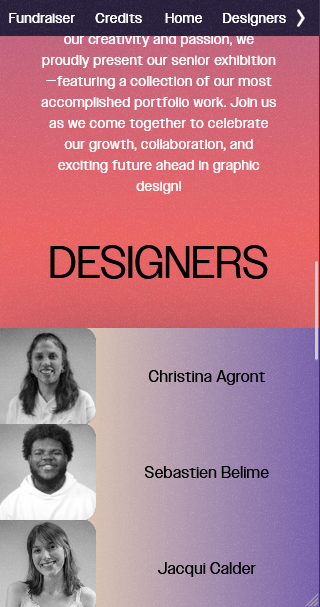 Fundraiser Credits Home Designers ❯
our creativity and passion, we
proudly present our senior exhibition
—featuring a collection of our most
accomplished portfolio work. Join us
as we come together to celebrate
our growth, collaboration, and
exciting future ahead in graphic
design!
DESIGNERS
Christina Agront
Sebastien Belime
Jacqui Calder